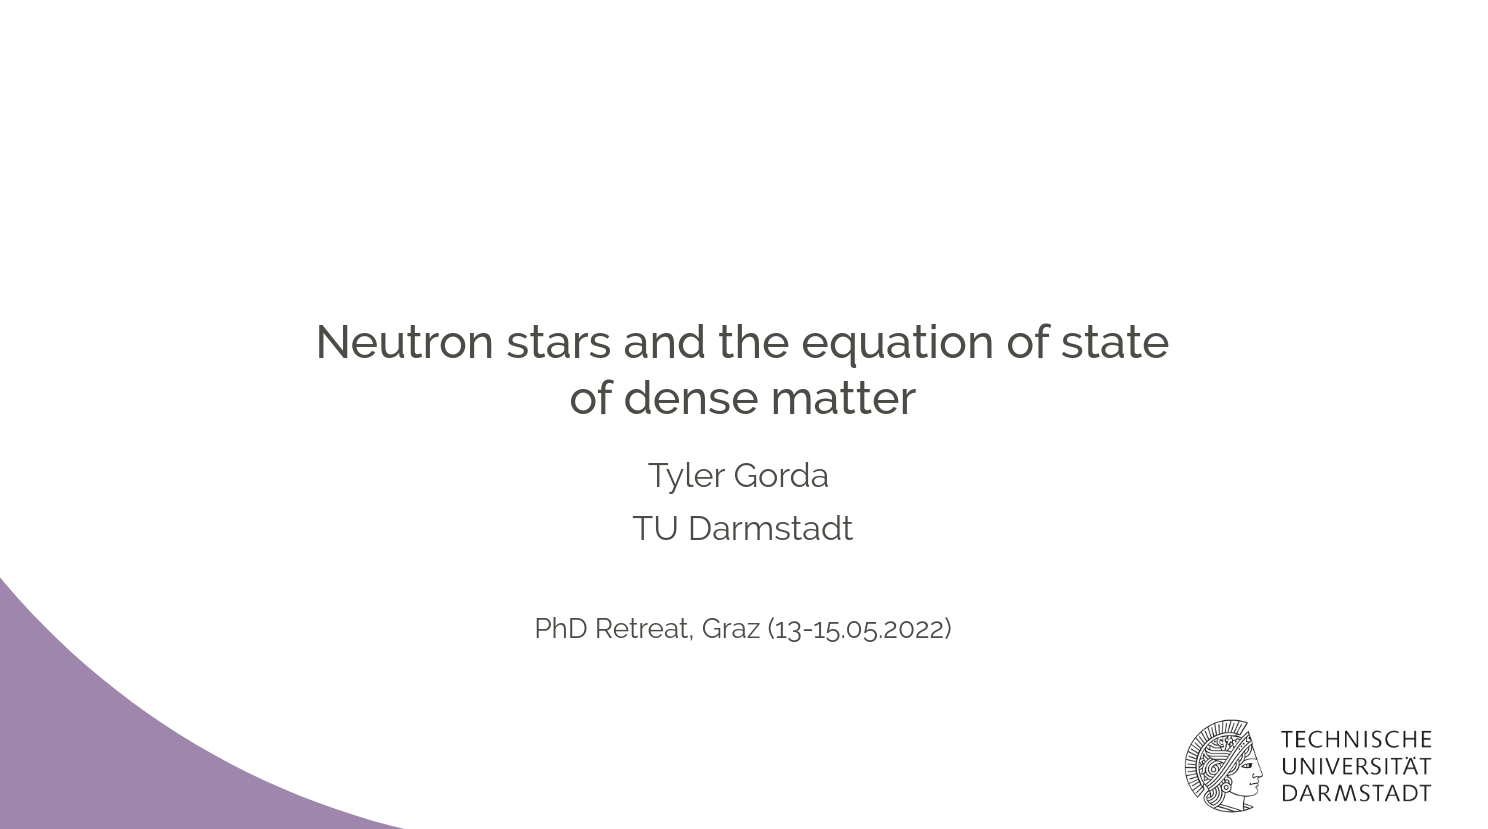 Neutron stars and the equation of state
of dense matter
Tyler Gorda
TU Darmstadt
PhD Retreat, Graz (13-15.05.2022)
TECHNISCHE
UNIVERSITÄT
DARMSTADT